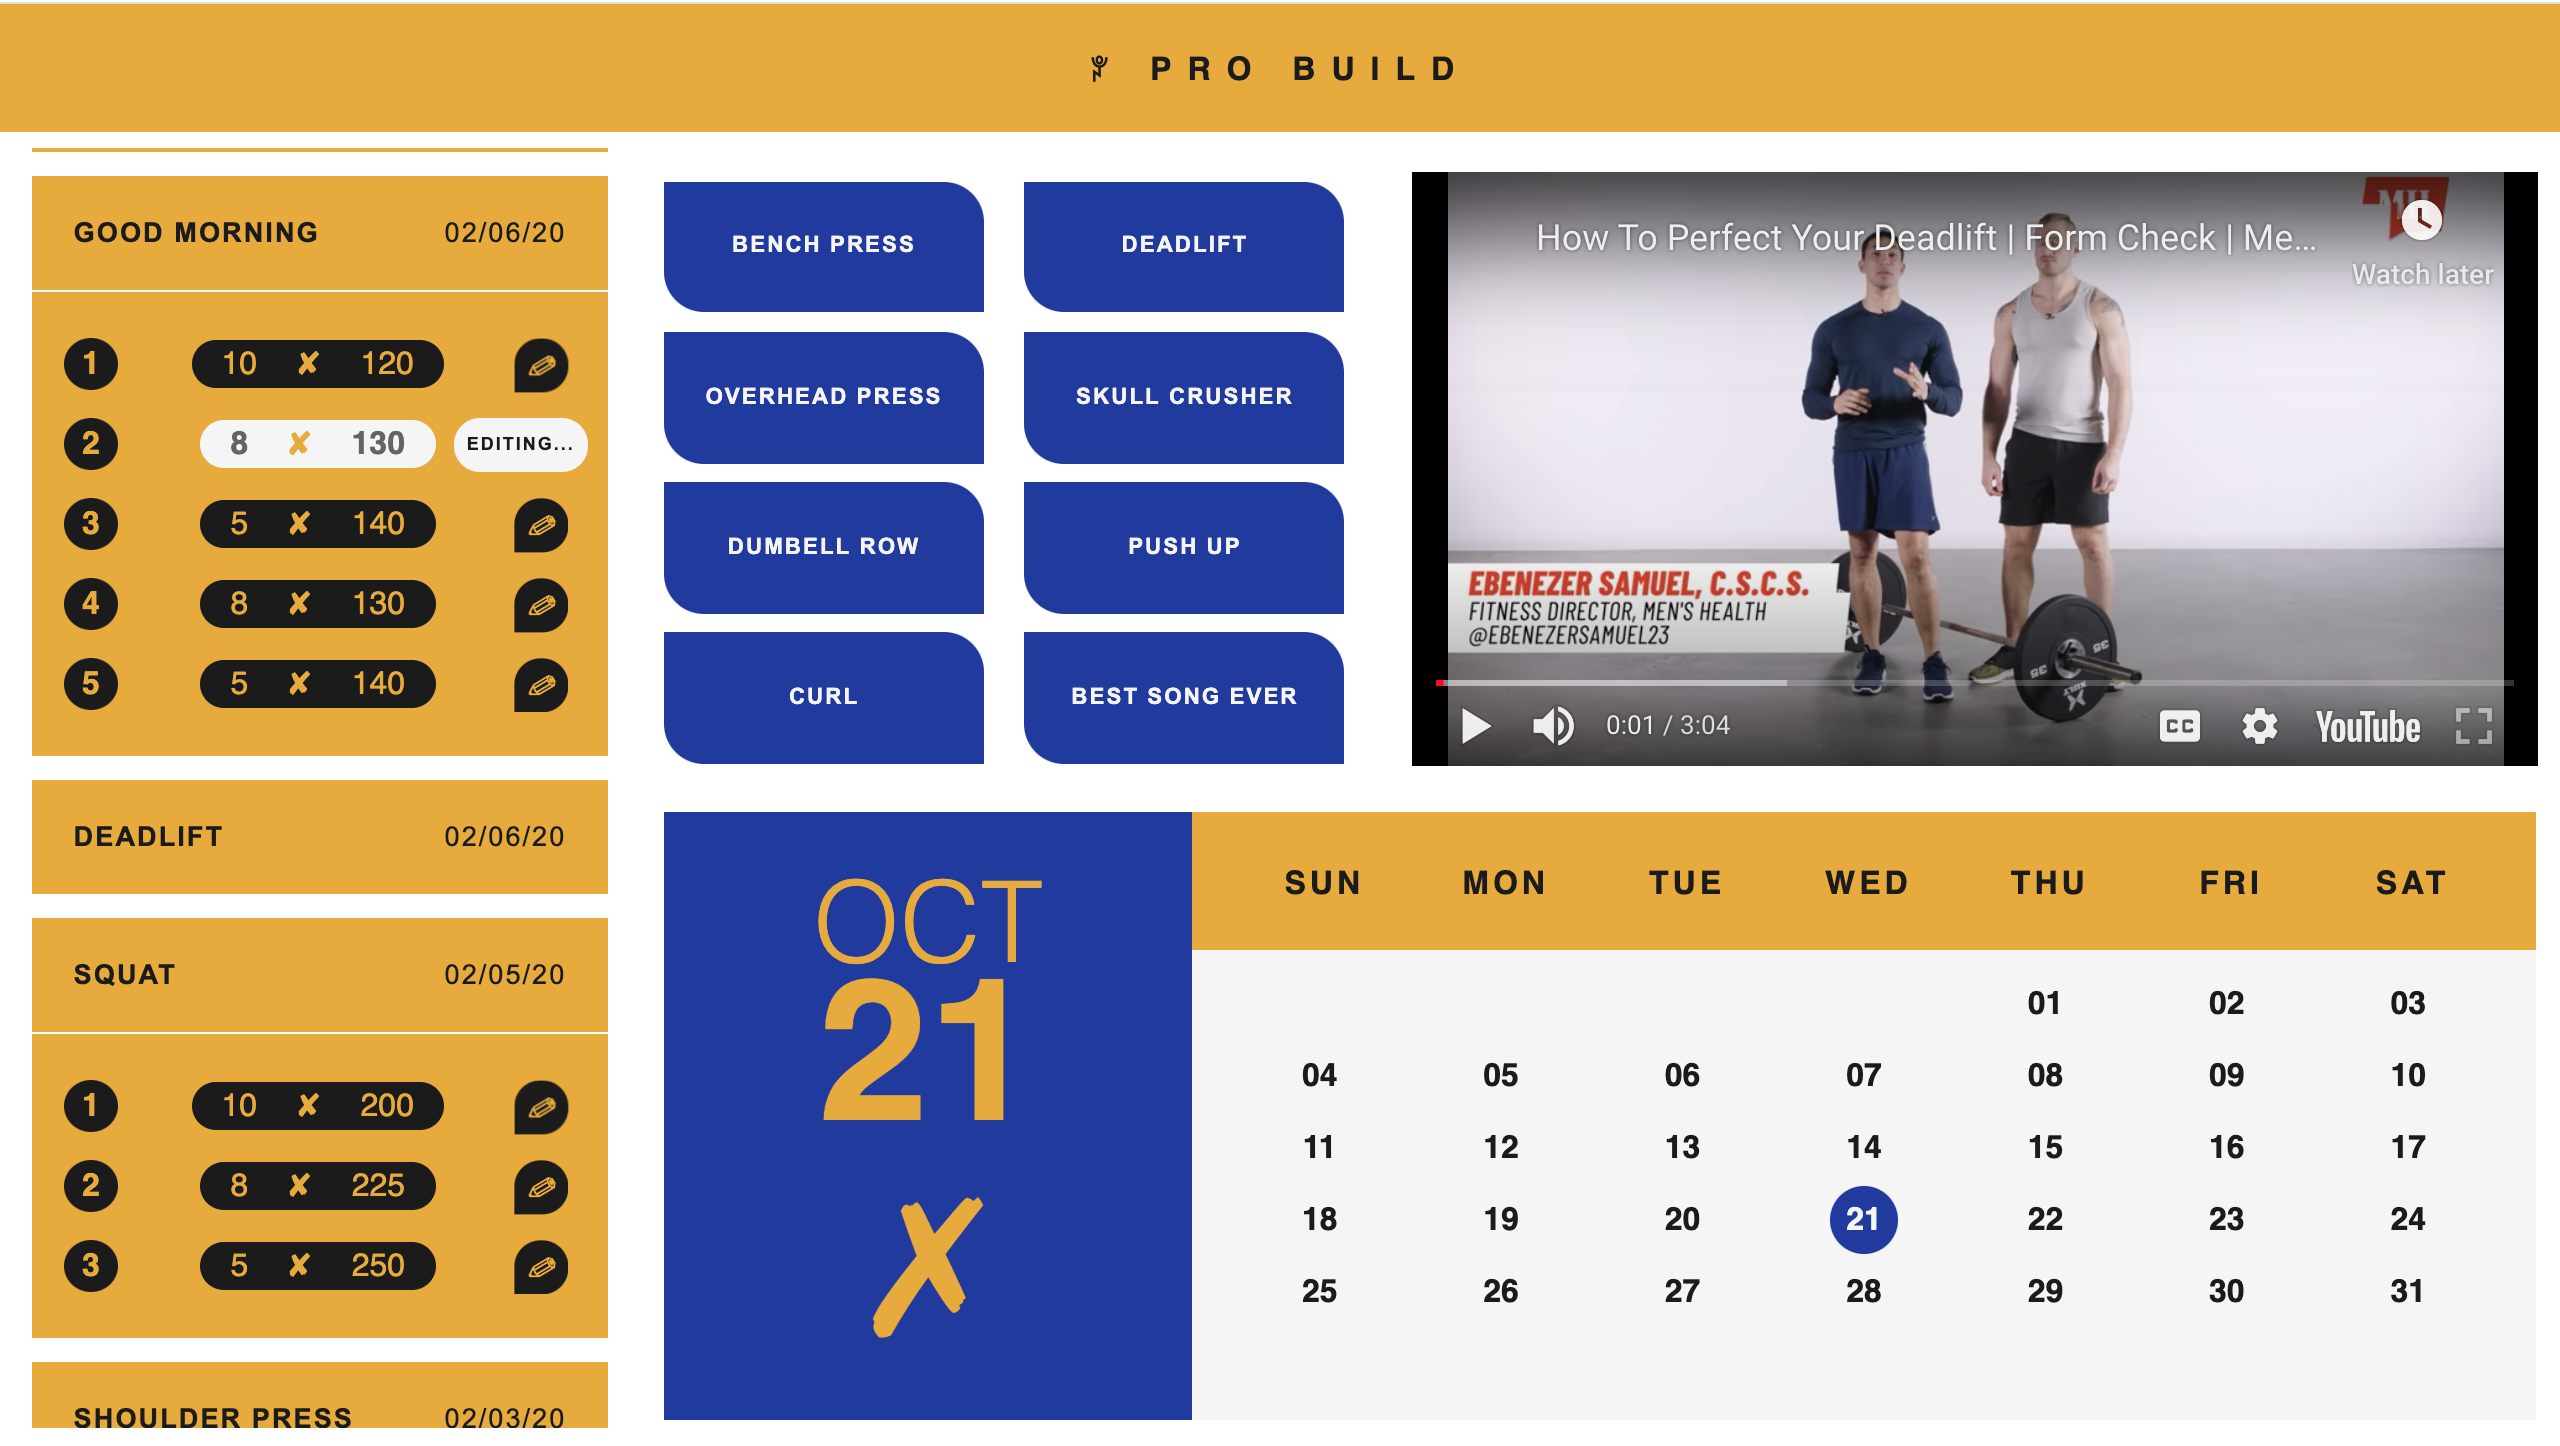 PRO BUILD
GOOD MORNING 02/06/20
1 10 ✘ 120
2 8 ✘ 130 EDITING...
3 5 ✘ 140
4 8 ✘ 130
5 5 ✘ 140
DEADLIFT 02/06/20
SQUAT 02/05/20
1 10 ✘ 200
2 8 ✘ 225
3 5 ✘ 250
SHOULDER PRESS 02/03/20
BENCH PRESS DEADLIFT
OVERHEAD PRESS SKULL CRUSHER
DUMBELL ROW PUSH UP
CURL BEST SONG EVER
MH
How To Perfect Your Deadlift | Form Check | Me...
Watch later
EBENEZER SAMUEL, C.S.C.S.
FITNESS DIRECTOR, MEN'S HEALTH
@EBENEZERSAMUEL23
35 35
XULT
0:01 / 3:04 CC YouTube
OCT
21
✘
SUN MON TUE WED THU FRI SAT
01 02 03
04 05 06 07 08 09 10
11 12 13 14 15 16 17
18 19 20 21 22 23 24
25 26 27 28 29 30 31